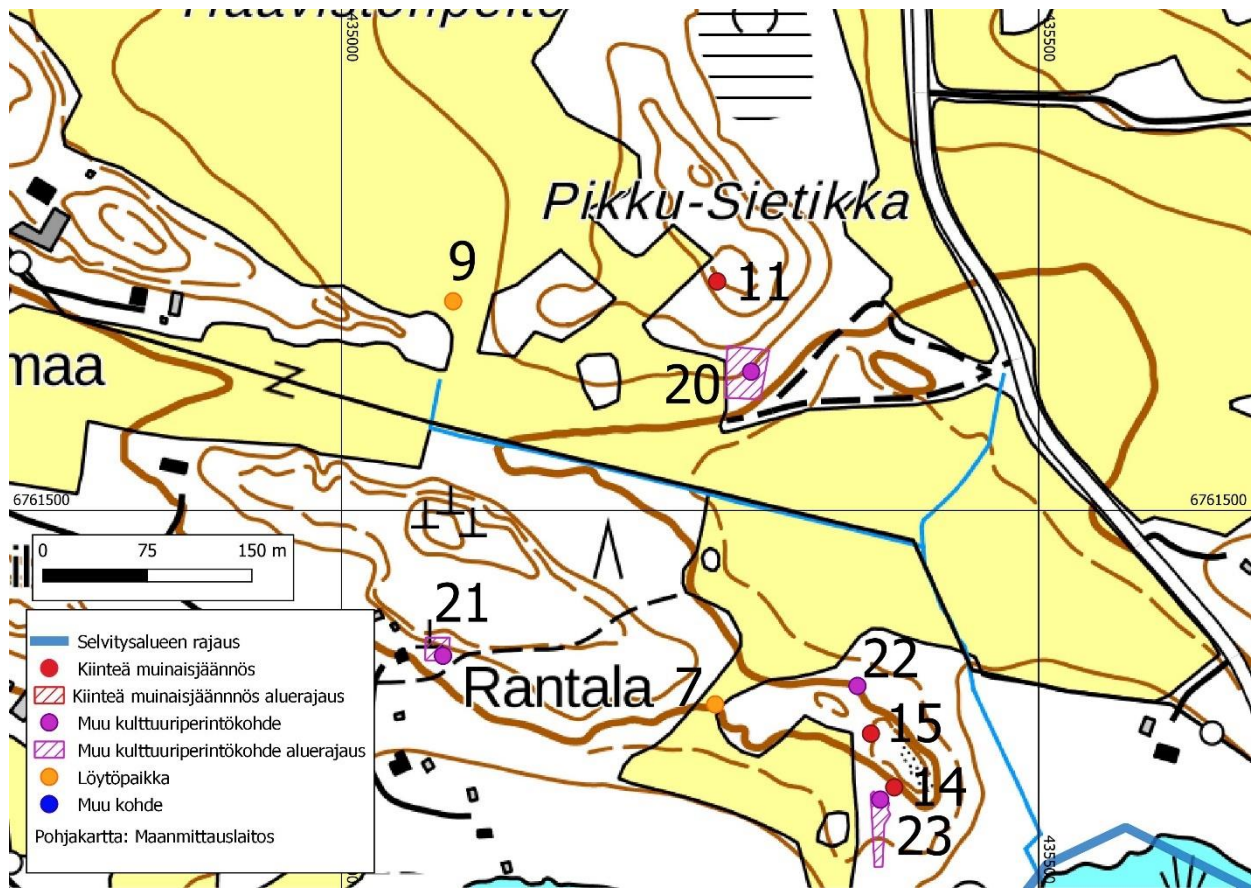 435000
435500
Pikku-Sietikka
9
11
20
maa
6761500
6761500
0 75 150 m
21
Rantala 7
22
15
14
23
435500
Selvitysalueen rajaus
Kiinteä muinaisjäännös
Kiinteä muinaisjäännnös aluerajaus
Muu kulttuuriperintökohde
Muu kulttuuriperintökohde aluerajaus
Löytöpaikka
Muu kohde
Pohjakartta: Maanmittauslaitos